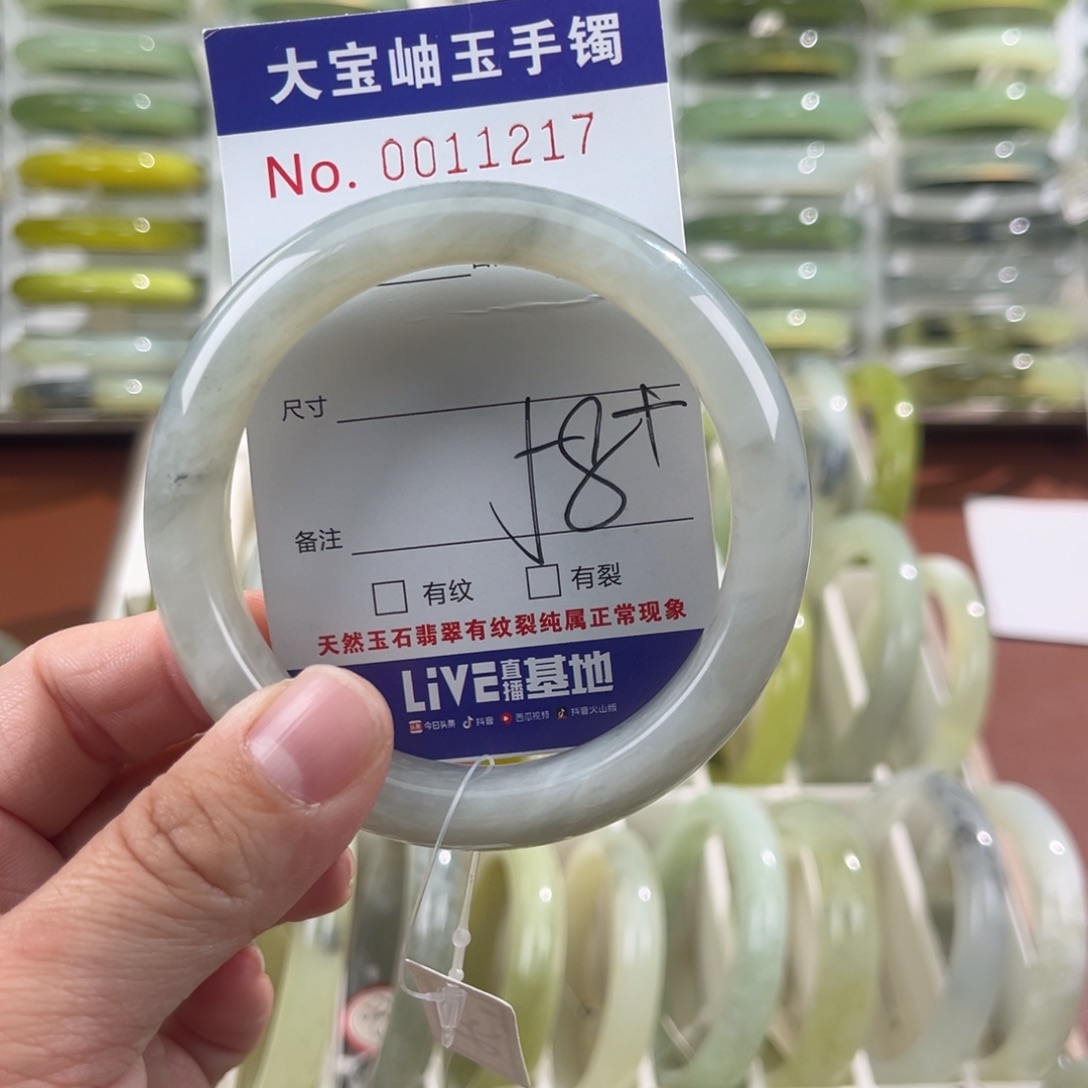 大宝岫玉手镯
No. 0011217
尺寸
58+
备注
有纹 有裂
天然玉石翡翠有纹裂纯属正常现象
LiVE直播基地
今日头条 抖音 西瓜视频 抖音火山版